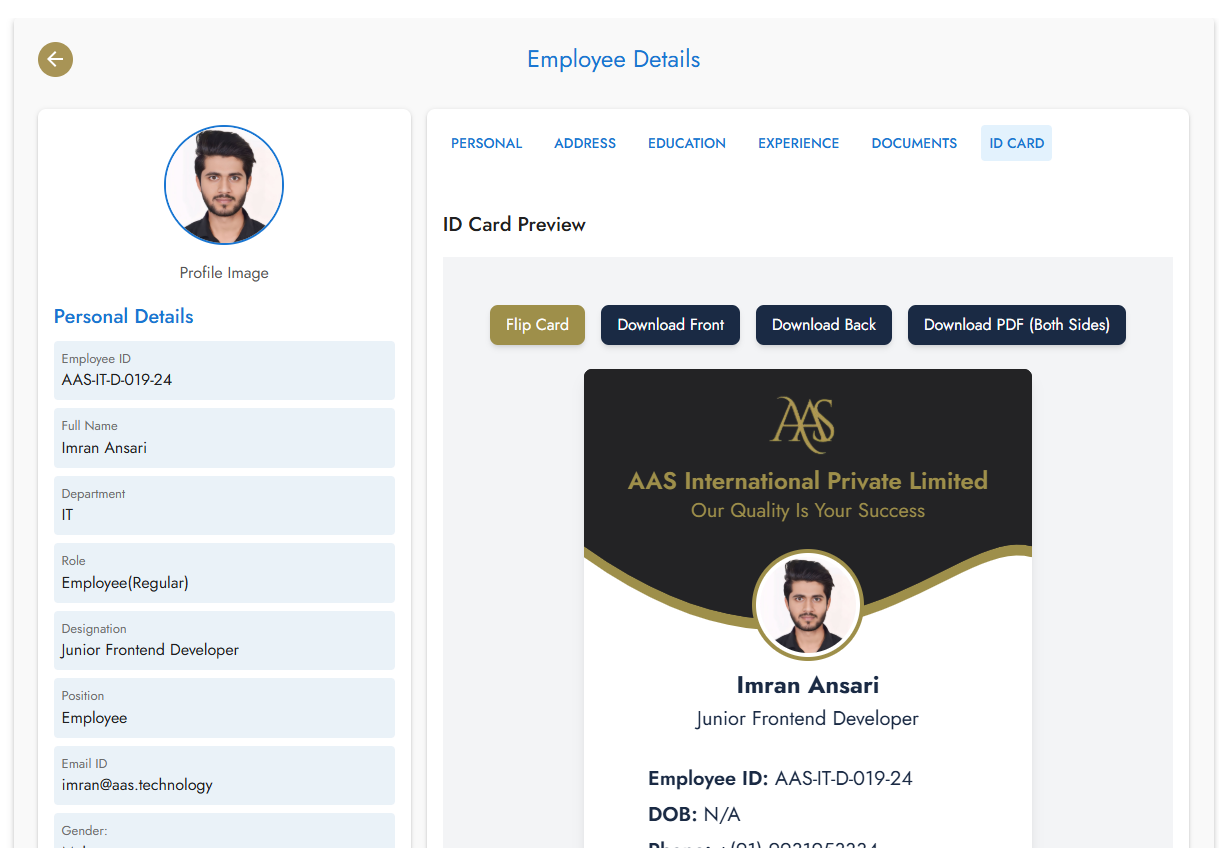 Employee Details
Profile Image
Personal Details
Employee ID
AAS-IT-D-019-24
Full Name
Imran Ansari
Department
IT
Role
Employee(Regular)
Designation
Junior Frontend Developer
Position
Employee
Email ID
imran@aas.technology
Gender:
PERSONAL ADDRESS EDUCATION EXPERIENCE DOCUMENTS ID CARD
ID Card Preview
Flip Card Download Front Download Back Download PDF (Both Sides)
AAS
AAS International Private Limited
Our Quality Is Your Success
Imran Ansari
Junior Frontend Developer
Employee ID: AAS-IT-D-019-24
DOB: N/A